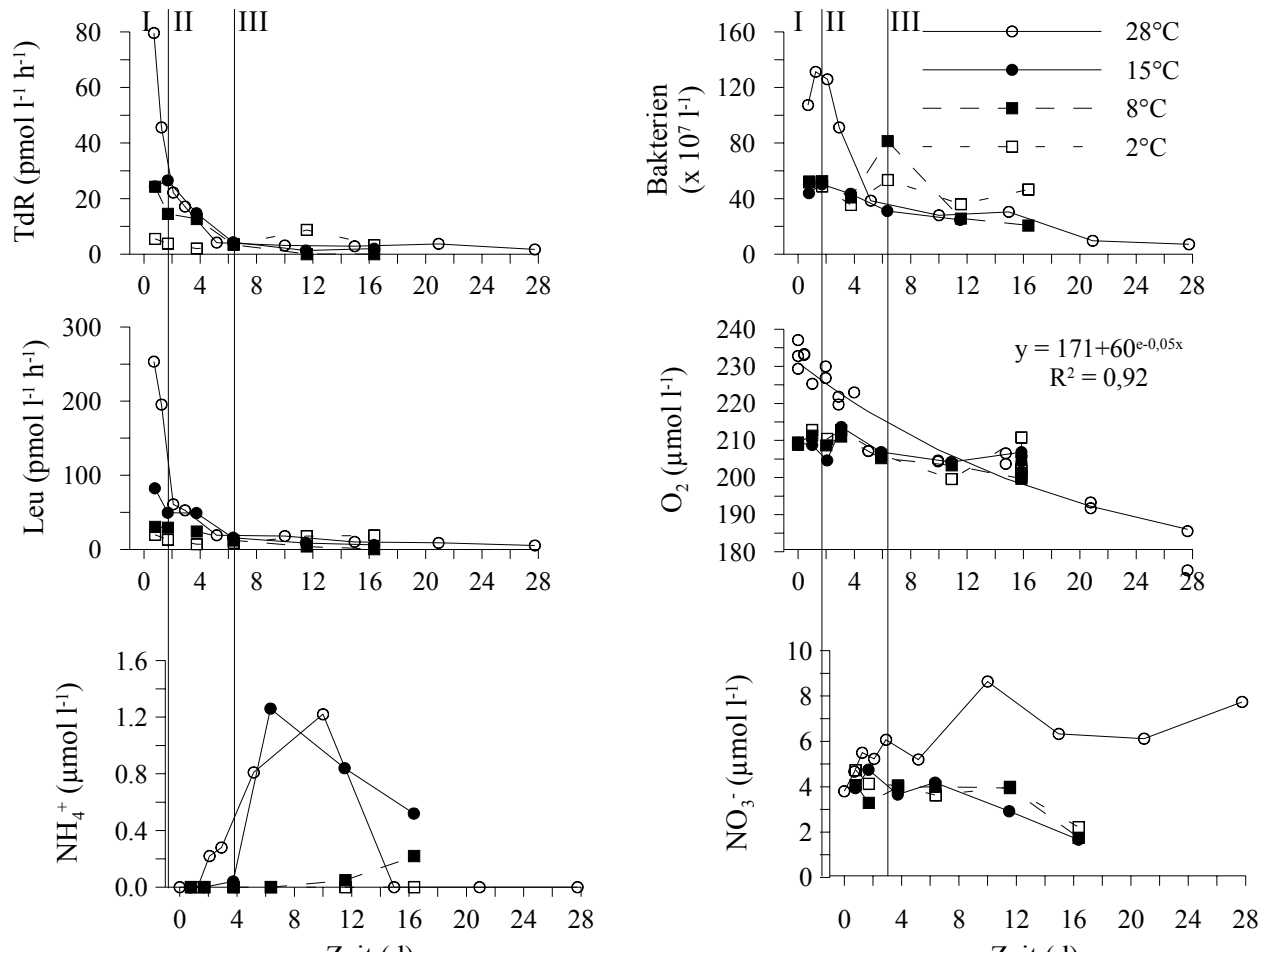 I II III
TdR (pmol l⁻¹ h⁻¹)
80
60
40
20
0
0 4 8 12 16 20 24 28
I II III
Bakterien
(x 10⁷ l⁻¹)
160
120
80
40
0
0 4 8 12 16 20 24 28
28°C
15°C
8°C
2°C
Leu (pmol l⁻¹ h⁻¹)
300
200
100
0
0 4 8 12 16 20 24 28
O₂ (µmol l⁻¹)
240
230
220
210
200
190
180
0 4 8 12 16 20 24 28
y = 171+60ᵉ⁻⁰,⁰⁵ˣ
R² = 0,92
NH₄⁺ (µmol l⁻¹)
1.6
1.2
0.8
0.4
0.0
0 4 8 12 16 20 24 28
Zeit (d)
NO₃⁻ (µmol l⁻¹)
10
8
6
4
2
0
0 4 8 12 16 20 24 28
Zeit (d)